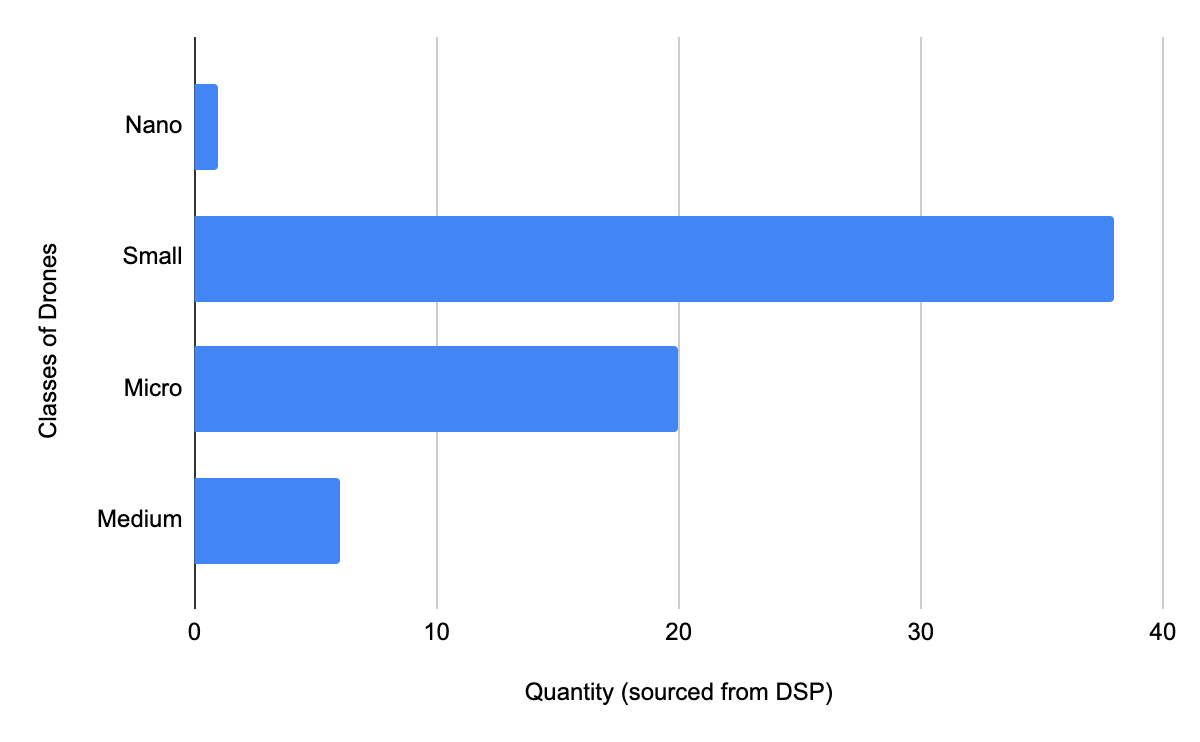 Classes of Drones
Nano
Small
Micro
Medium
0 10 20 30 40
Quantity (sourced from DSP)